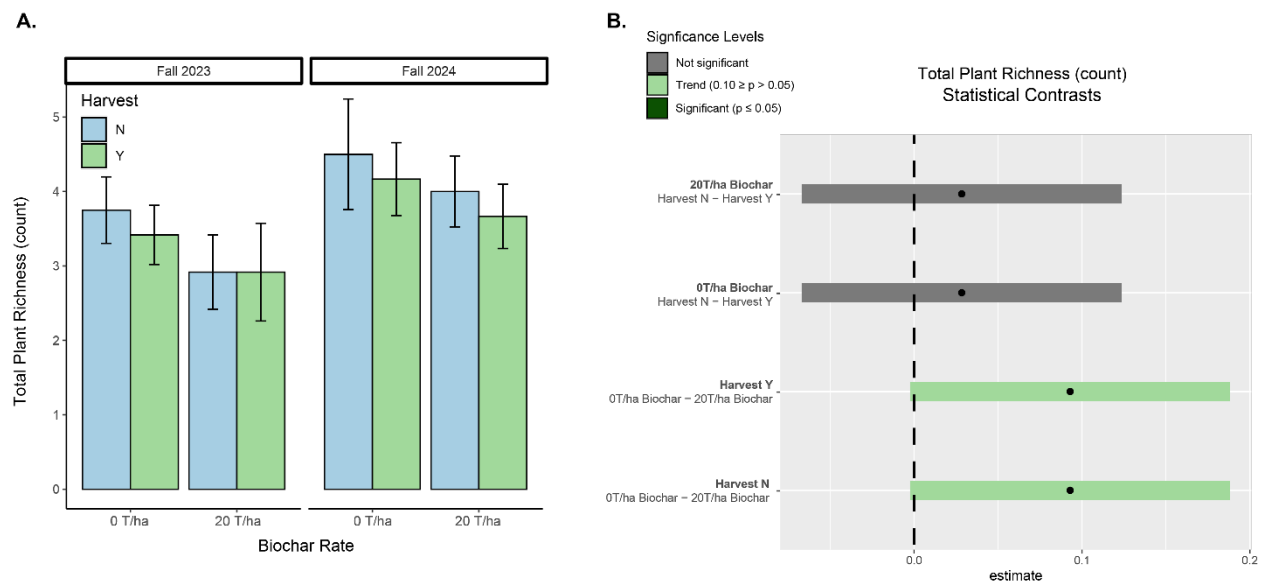 A.
Fall 2023
Fall 2024
Harvest
N
Y
Total Plant Richness (count)
5
4
3
2
1
0
0 T/ha
20 T/ha
0 T/ha
20 T/ha
Biochar Rate
B.
Signficance Levels
Not significant
Trend (0.10 ≥ p > 0.05)
Significant (p ≤ 0.05)
Total Plant Richness (count)
Statistical Contrasts
20T/ha Biochar
Harvest N − Harvest Y
0T/ha Biochar
Harvest N − Harvest Y
Harvest Y
0T/ha Biochar − 20T/ha Biochar
Harvest N
0T/ha Biochar − 20T/ha Biochar
0.0
0.1
0.2
estimate